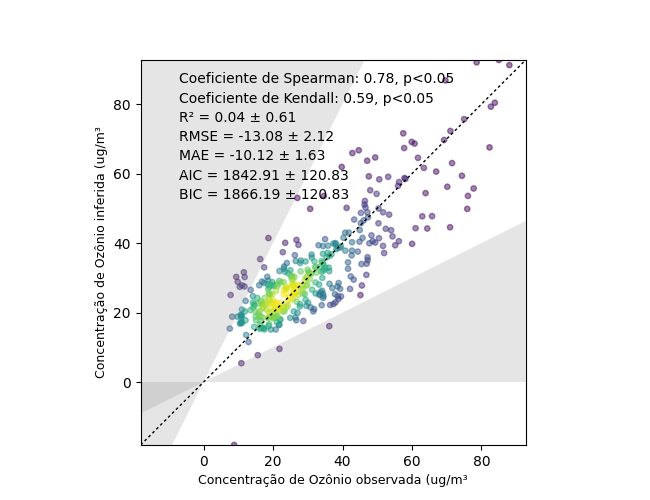 Coeficiente de Spearman: 0.78, p<0.05
Coeficiente de Kendall: 0.59, p<0.05
R² = 0.04 ± 0.61
RMSE = -13.08 ± 2.12
MAE = -10.12 ± 1.63
AIC = 1842.91 ± 120.83
BIC = 1866.19 ± 120.83
Concentração de Ozônio inferida (ug/m³
80
60
40
20
0
0 20 40 60 80
Concentração de Ozônio observada (ug/m³